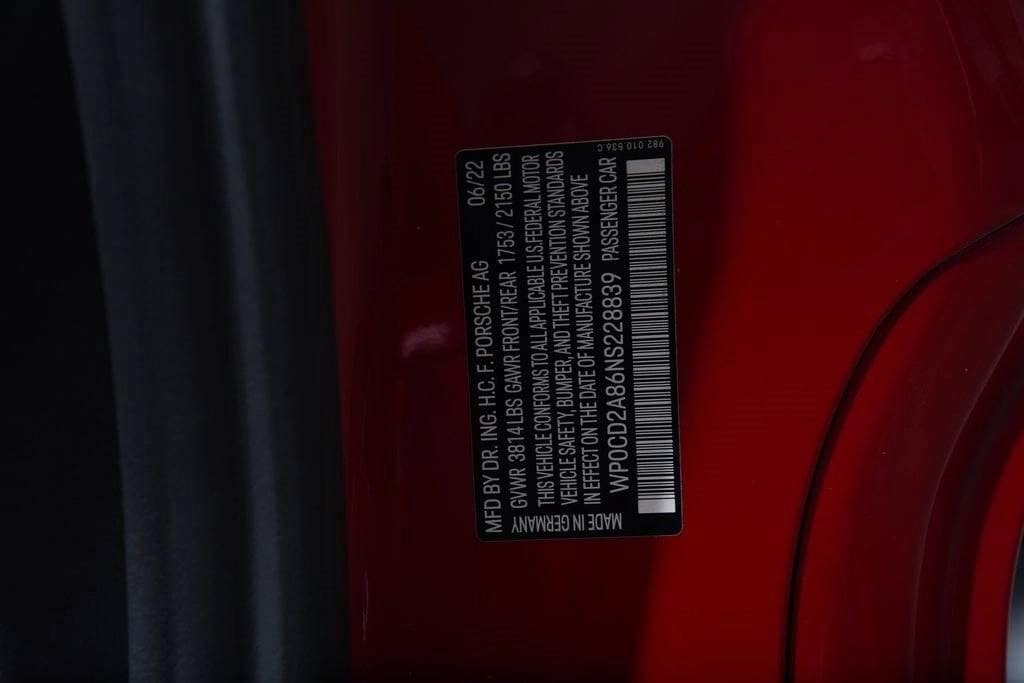 MFD BY DR. ING. H.C. F. PORSCHE AG 06/22
GVWR 3814 LBS GAWR FRONT/REAR 1753 / 2150 LBS
THIS VEHICLE CONFORMS TO ALL APPLICABLE U.S.FEDERAL MOTOR
VEHICLE SAFETY, BUMPER, AND THEFT PREVENTION STANDARDS
IN EFFECT ON THE DATE OF MANUFACTURE SHOWN ABOVE
WP0CD2A86NS228839 PASSENGER CAR
MADE IN GERMANY
982 010 536 C